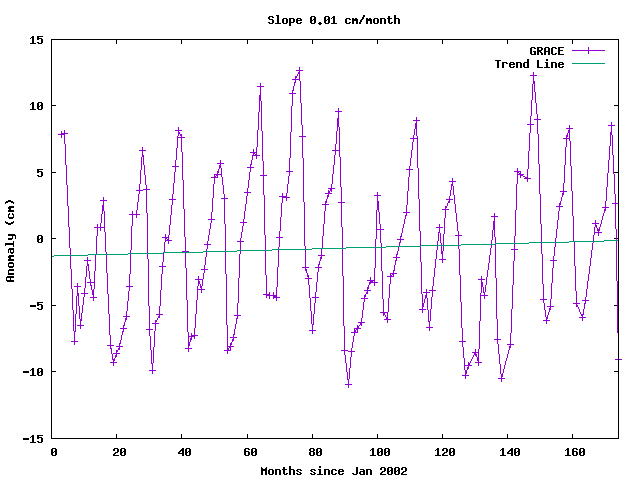 Slope 0.01 cm/month
GRACE
Trend Line
15
10
5
0
-5
-10
-15
Anomaly (cm)
0 20 40 60 80 100 120 140 160
Months since Jan 2002